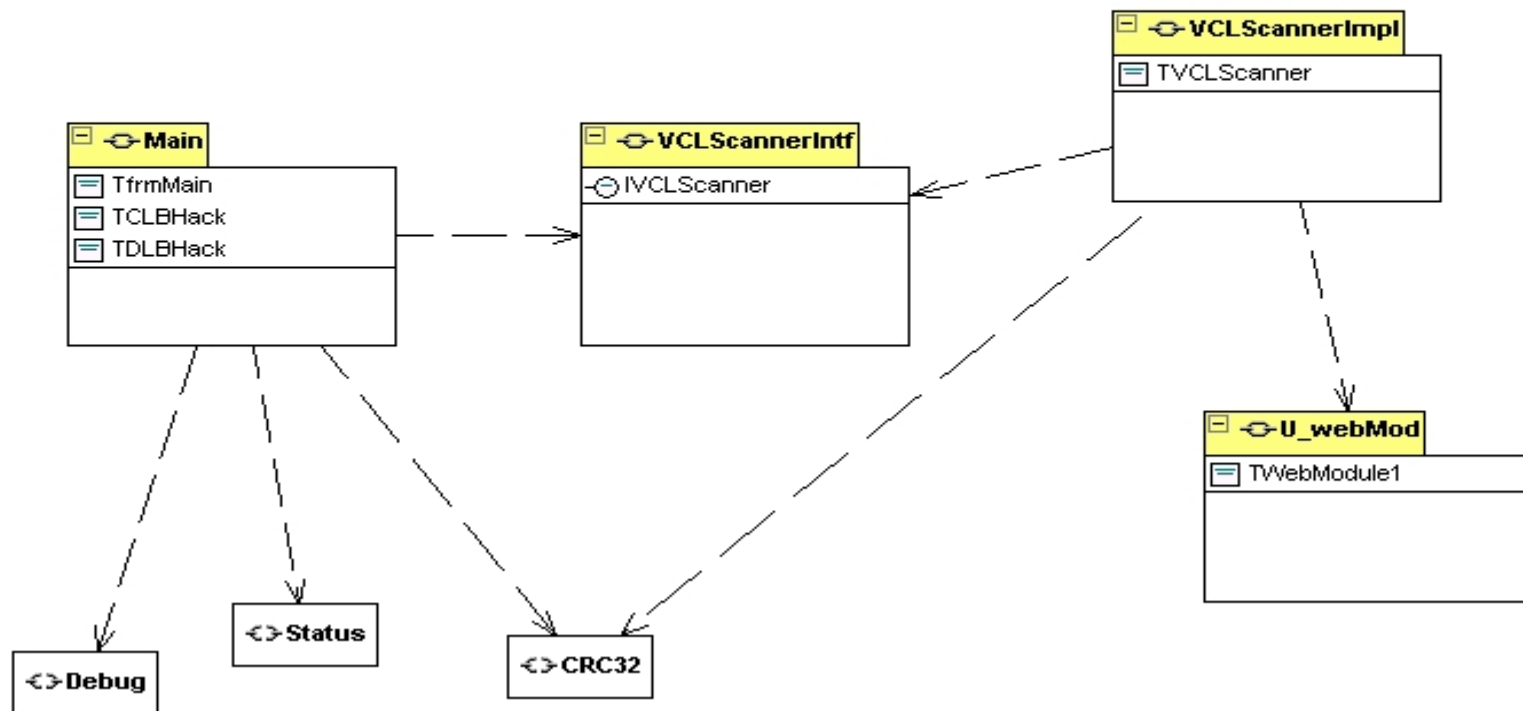 VCLScannerImpl
TVCLScanner
Main
TfrmMain
TCLBHack
TDLBHack
VCLScannerIntf
IVCLScanner
U_webMod
TWebModule1
Status
CRC32
Debug